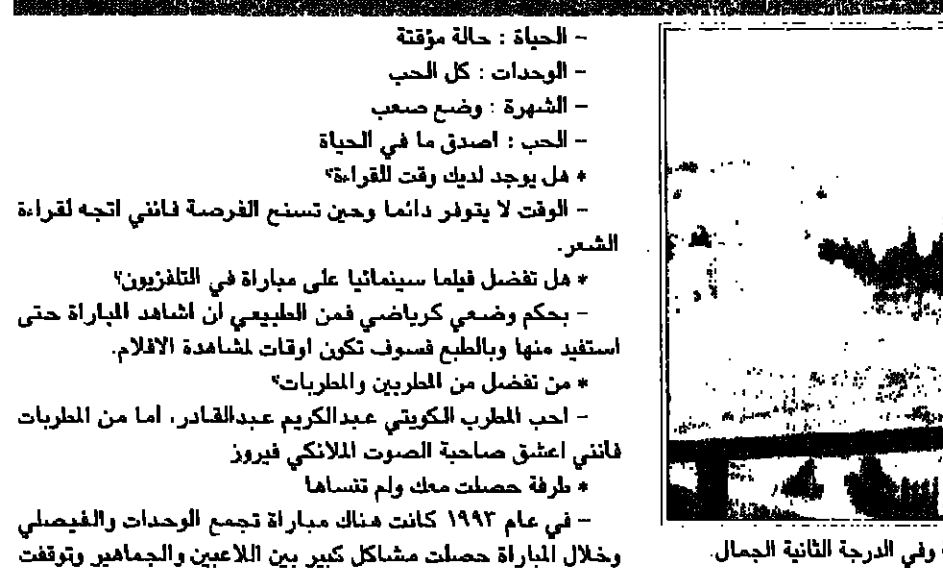 - الحياة : حالة مؤقتة
- الوحدات : كل الحب
- الشهرة : وضع صعب
- الحب : اصدق ما في الحياة
* هل يوجد لديك وقت للقراءة؟
- الوقت لا يتوفر دائما وحين تسنح الفرصة فانني اتجه لقراءة
الشعر.
* هل تفضل فيلما سينمائيا على مباراة في التلفزيون؟
- بحكم وضعي كرياضي فمن الطبيعي ان اشاهد المباراة حتى
استفيد منها وبالطبع فسوف تكون اوقات لمشاهدة الافلام.
* من تفضل من المطربين والمطربات؟
- احب المطرب الكويتي عبدالكريم عبدالقادر، اما من المطربات
فأنني اعشق صاحبة الصوت الملائكي فيروز
* طرفة حصلت معك ولم تنساها
- في عام ١٩٩٣ كانت هناك مباراة تجمع الوحدات والفيصلي
وخلال المباراة حصلت مشاكل كبير بين اللاعبين والجماهير وتوقفت
وفي الدرجة الثانية الجمال.